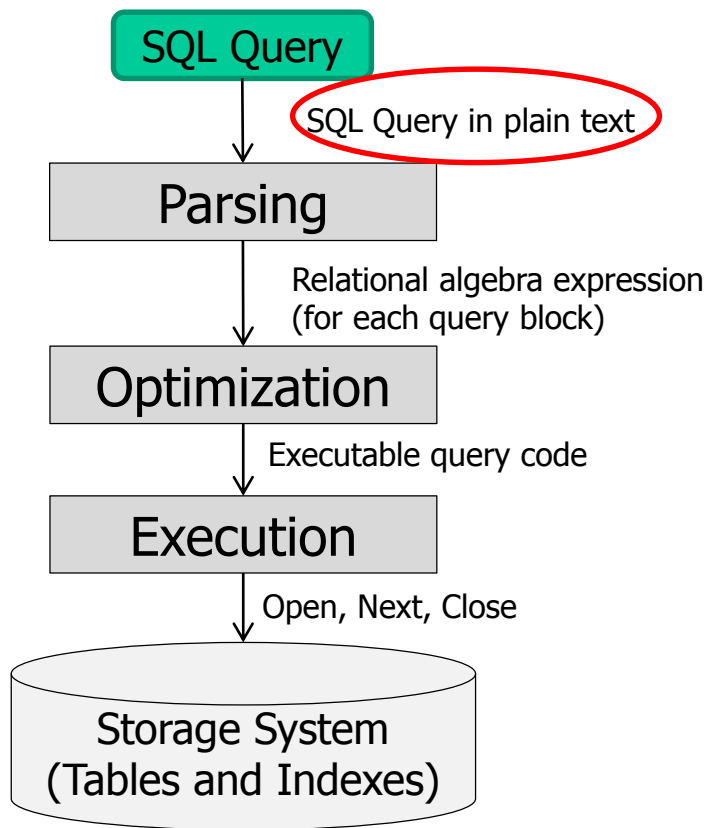 SQL Query
SQL Query in plain text
Parsing
Relational algebra expression
(for each query block)
Optimization
Executable query code
Execution
Open, Next, Close
Storage System
(Tables and Indexes)